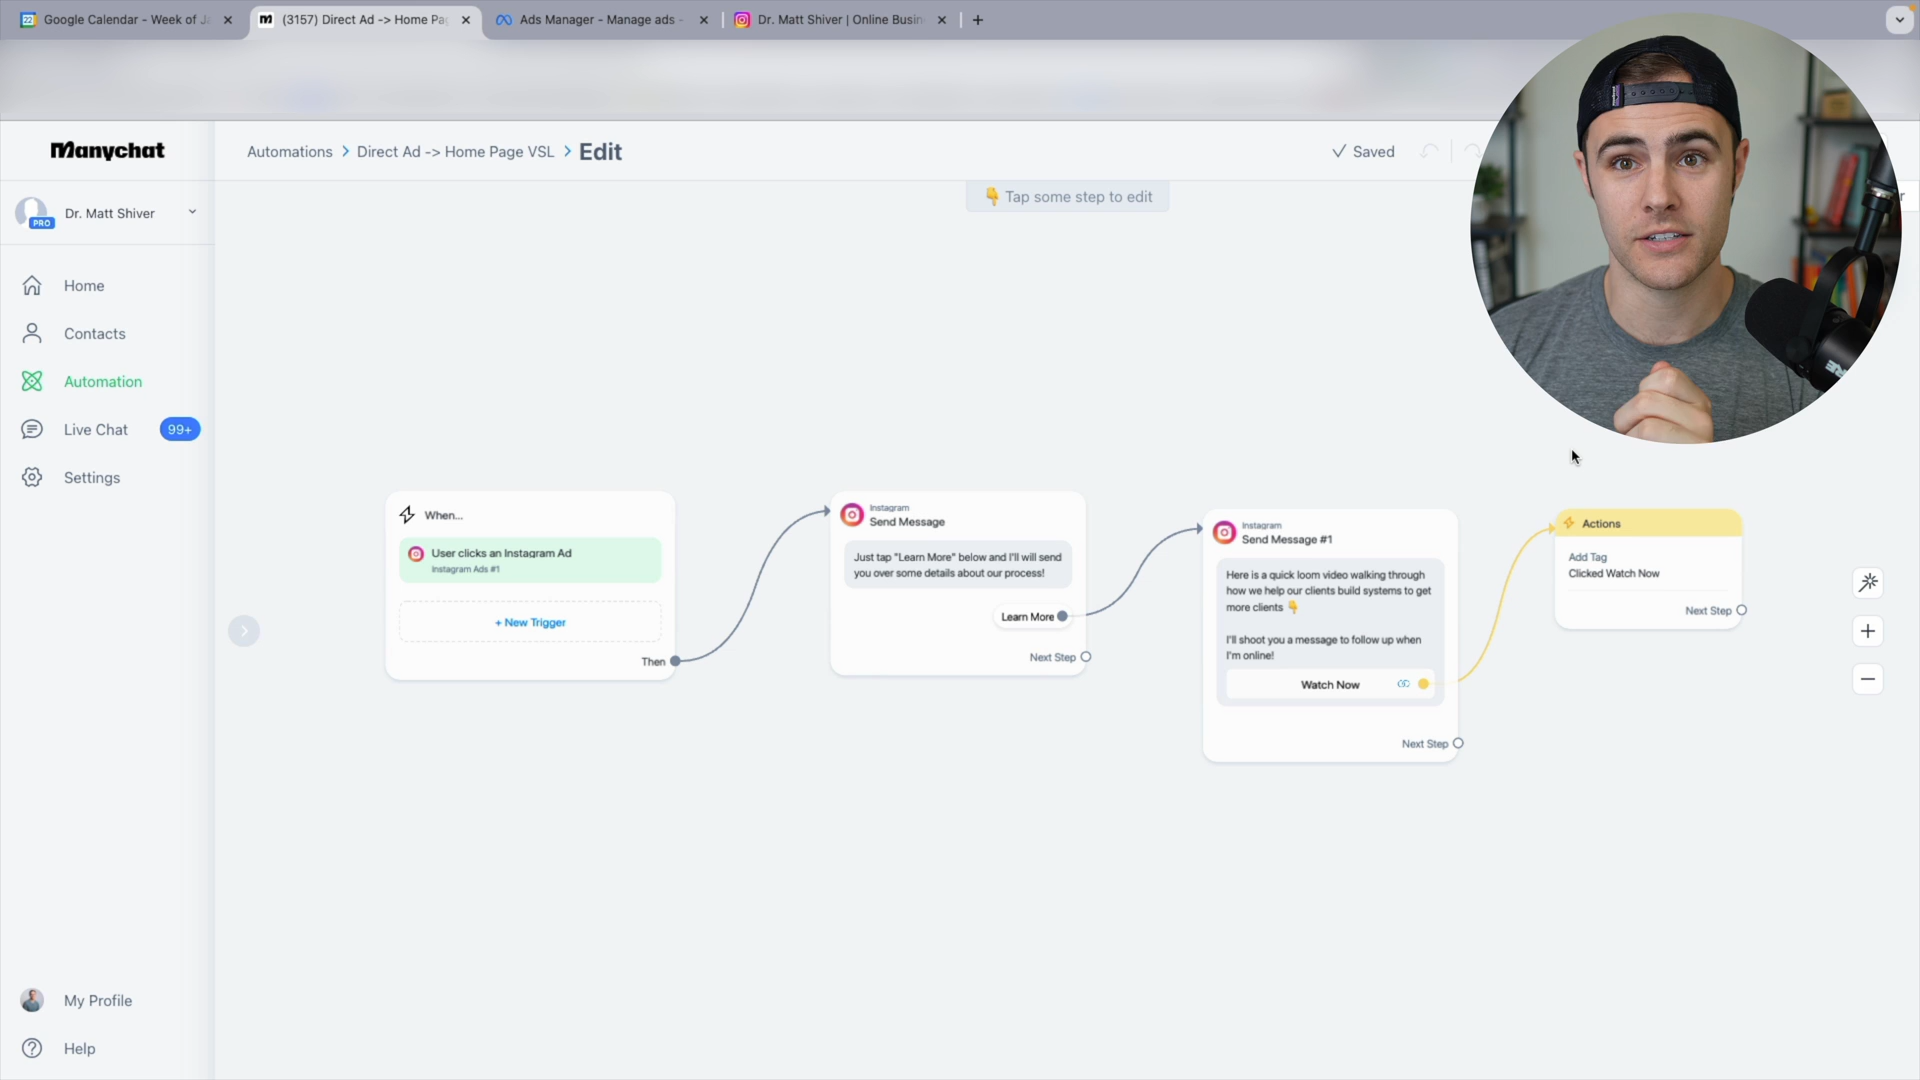 Google Calendar - Week of Ja
(3157) Direct Ad -> Home Pa
Ads Manager - Manage ads -
Dr. Matt Shiver | Online Busin
Manychat
Automations > Direct Ad -> Home Page VSL > Edit
Saved
👇 Tap some step to edit
PRO
Dr. Matt Shiver
Home
Contacts
Automation
Live Chat
99+
Settings
My Profile
Help
When...
User clicks an Instagram Ad
Instagram Ads #1
+ New Trigger
Then
Instagram
Send Message
Just tap "Learn More" below and I'll will send
you over some details about our process!
Learn More
Next Step
Instagram
Send Message #1
Here is a quick loom video walking through
how we help our clients build systems to get
more clients 👇
I'll shoot you a message to follow up when
I'm online!
Watch Now
Next Step
Actions
Add Tag
Clicked Watch Now
Next Step